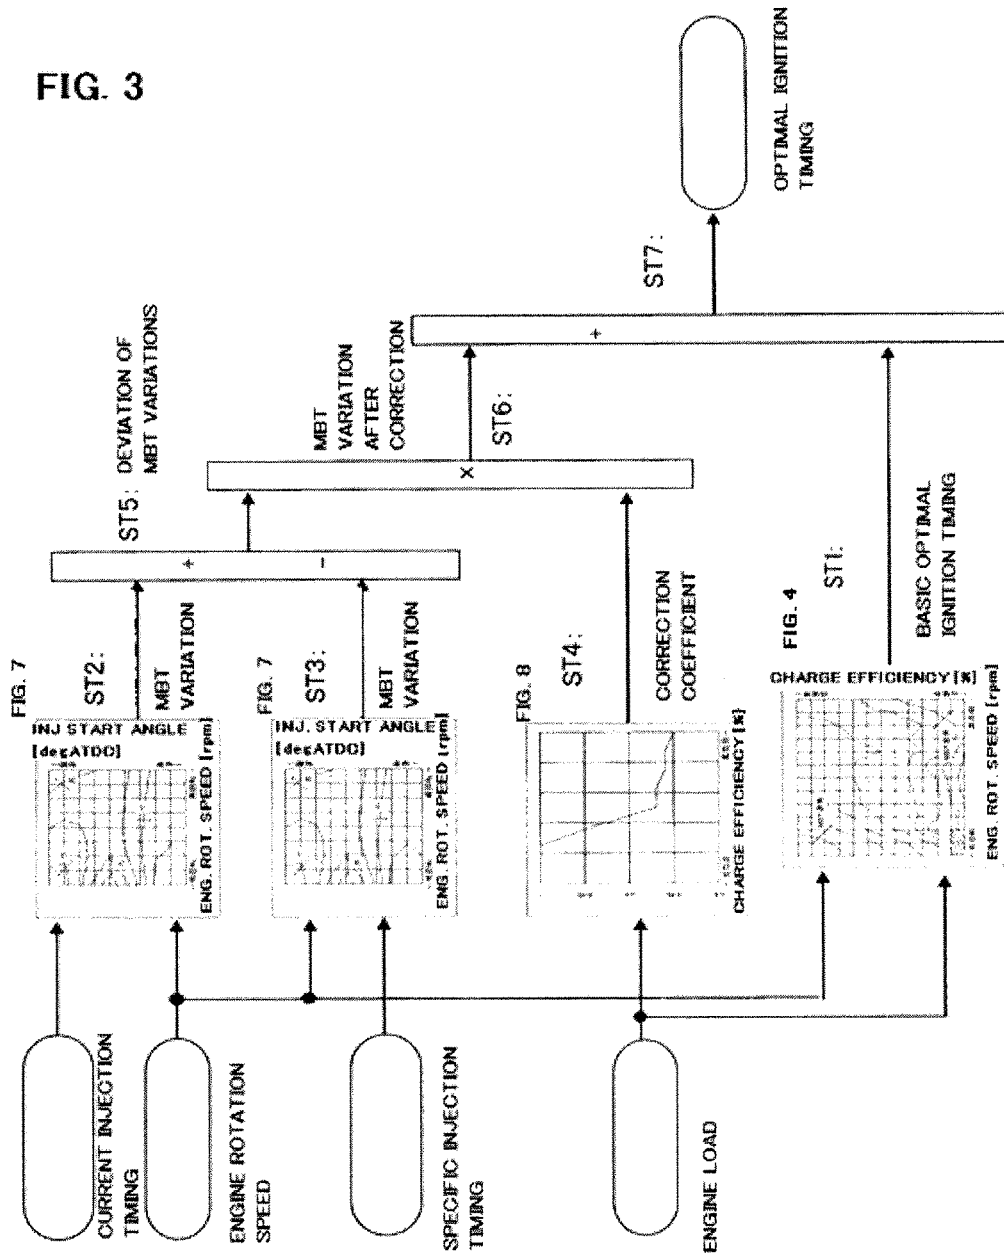 FIG. 3
CURRENT INJECTION
TIMING
ENGINE ROTATION
SPEED
SPECIFIC INJECTION
TIMING
ENGINE LOAD
FIG. 7
INJ. START ANGLE
[degATDC]
ENG. ROT. SPEED [rpm]
ST2:
MBT
VARIATION
FIG. 7
INJ. START ANGLE
[degATDC]
ENG. ROT. SPEED [rpm]
ST3:
MBT
VARIATION
+
-
ST5:
DEVIATION OF
MBT VARIATIONS
FIG. 8
CHARGE EFFICIENCY [%]
ST4:
CORRECTION
COEFFICIENT
X
MBT
VARIATION
AFTER
CORRECTION
ST6:
FIG. 4
CHARGE EFFICIENCY [%]
ENG. ROT. SPEED [rpm]
ST1:
BASIC OPTIMAL
IGNITION TIMING
+
ST7:
OPTIMAL IGNITION
TIMING